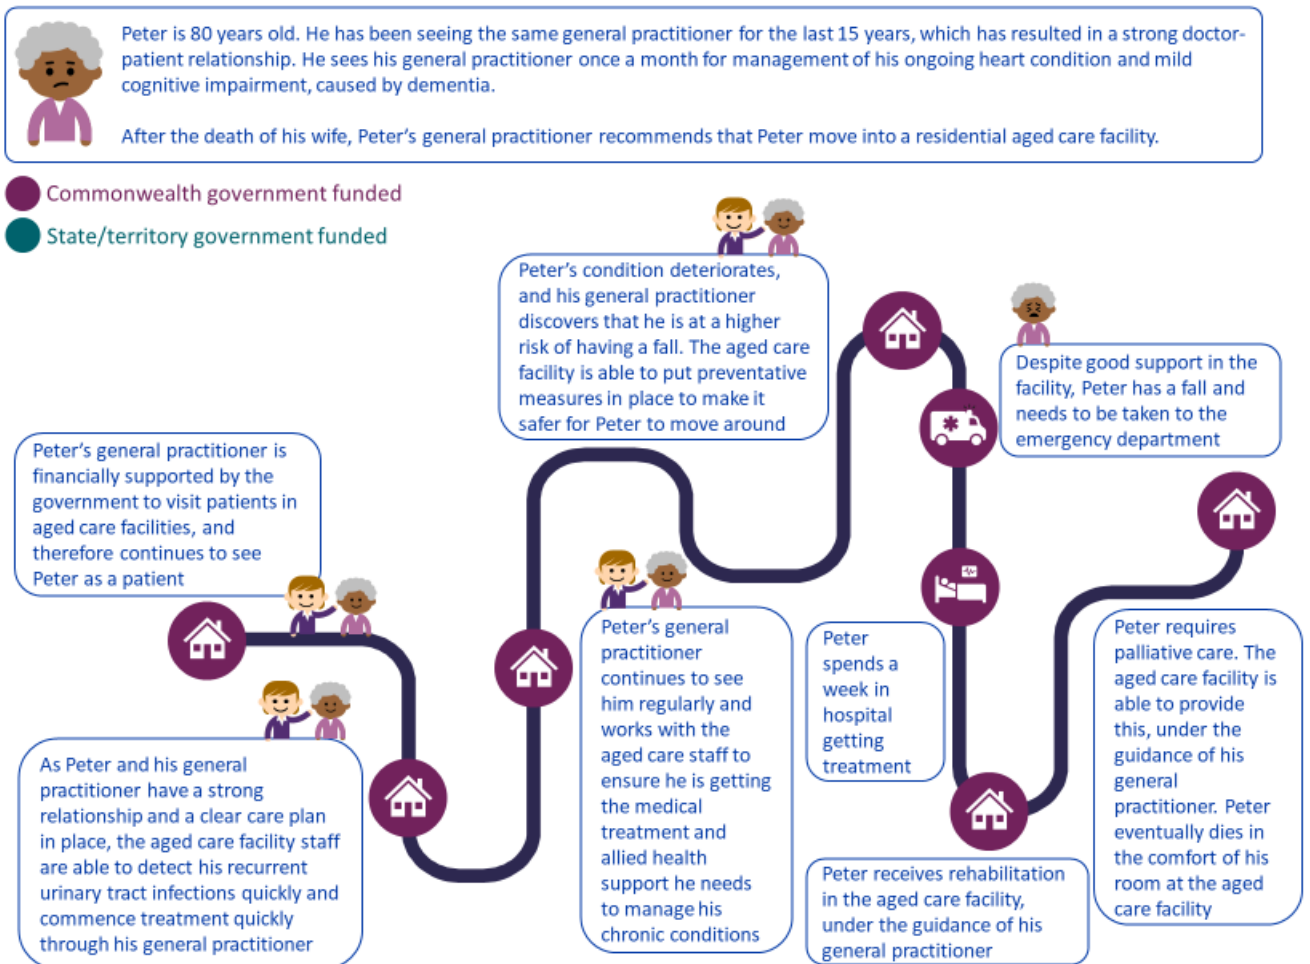 Peter is 80 years old. He has been seeing the same general practitioner for the last 15 years, which has resulted in a strong doctor-
patient relationship. He sees his general practitioner once a month for management of his ongoing heart condition and mild
cognitive impairment, caused by dementia.
After the death of his wife, Peter's general practitioner recommends that Peter move into a residential aged care facility.
Commonwealth government funded
State/territory government funded
Peter's general practitioner is
financially supported by the
government to visit patients in
aged care facilities, and
therefore continues to see
Peter as a patient
As Peter and his general
practitioner have a strong
relationship and a clear care plan
in place, the aged care facility staff
are able to detect his recurrent
urinary tract infections quickly and
commence treatment quickly
through his general practitioner
Peter's general
practitioner
continues to see
him regularly and
works with the
aged care staff to
ensure he is getting
the medical
treatment and
allied health
support he needs
to manage his
chronic conditions
Peter's condition deteriorates,
and his general practitioner
discovers that he is at a higher
risk of having a fall. The aged care
facility is able to put preventative
measures in place to make it
safer for Peter to move around
Despite good support in the
facility, Peter has a fall and
needs to be taken to the
emergency department
Peter
spends a
week in
hospital
getting
treatment
Peter receives rehabilitation
in the aged care facility,
under the guidance of his
general practitioner
Peter requires
palliative care. The
aged care facility is
able to provide
this, under the
guidance of his
general
practitioner. Peter
eventually dies in
the comfort of his
room at the aged
care facility